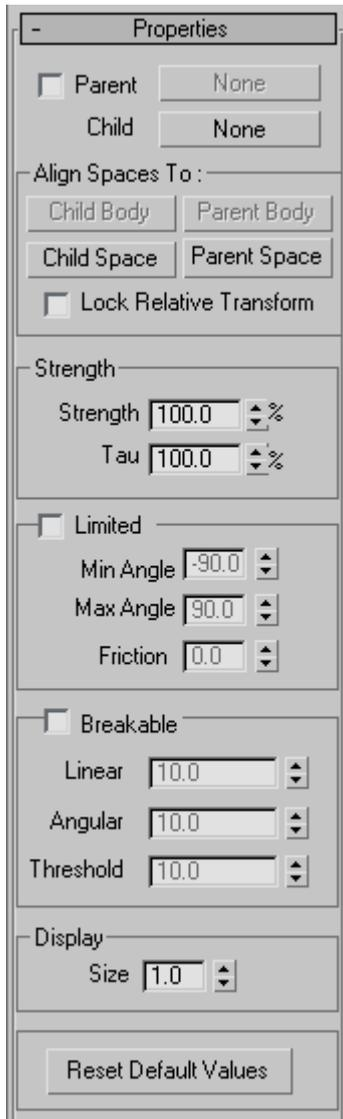 - Properties
Parent None
Child None
Align Spaces To :
Child Body Parent Body
Child Space Parent Space
Lock Relative Transform
Strength
Strength 100.0 %
Tau 100.0 %
Limited
Min Angle -90.0
Max Angle 90.0
Friction 0.0
Breakable
Linear 10.0
Angular 10.0
Threshold 10.0
Display
Size 1.0
Reset Default Values